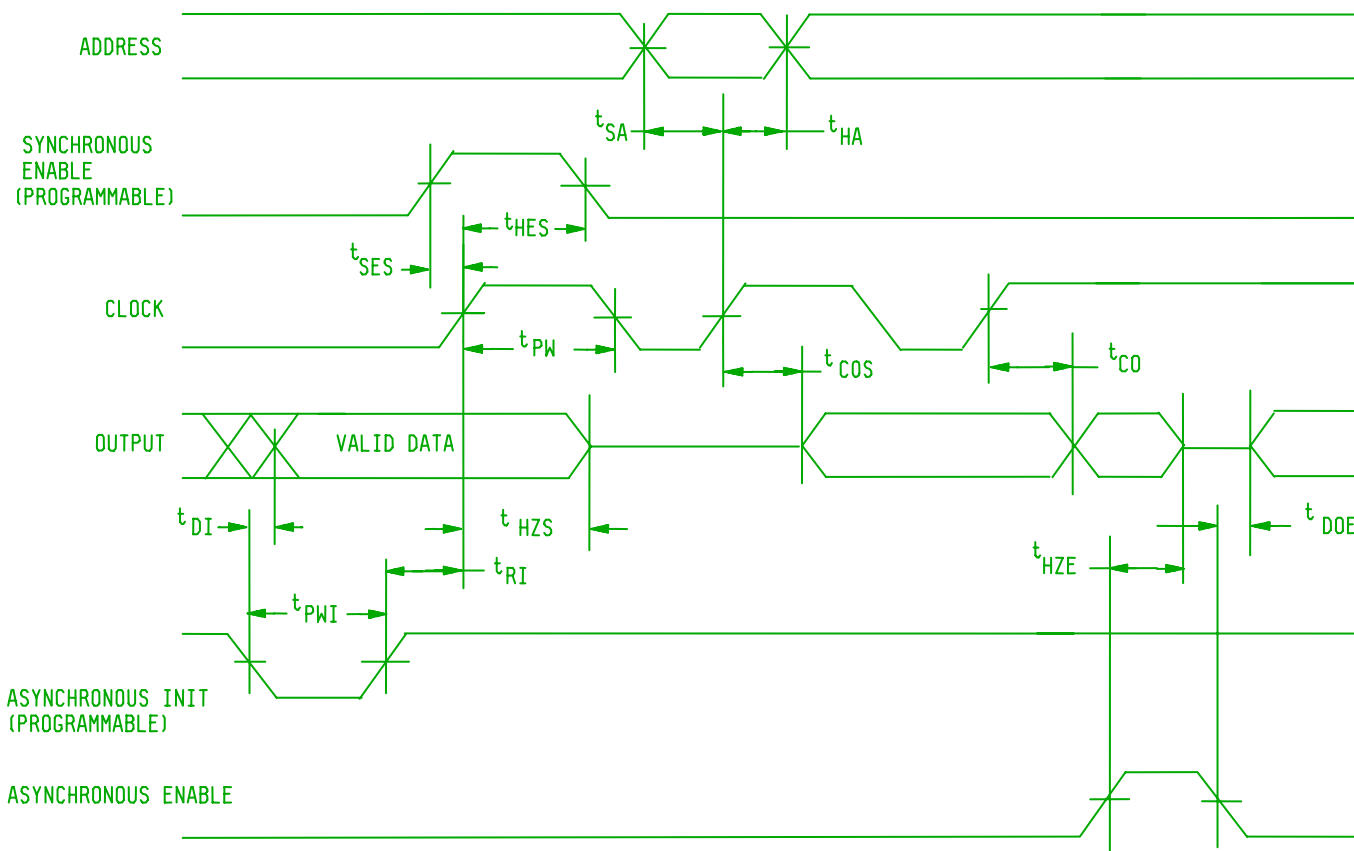 ADDRESS
tSA
tHA
SYNCHRONOUS
ENABLE
(PROGRAMMABLE)
tHES
tSES
CLOCK
tPW
tCOS
tCO
OUTPUT
VALID DATA
tDI
tHZS
tDOE
tRI
tHZE
tPWI
ASYNCHRONOUS INIT
(PROGRAMMABLE)
ASYNCHRONOUS ENABLE